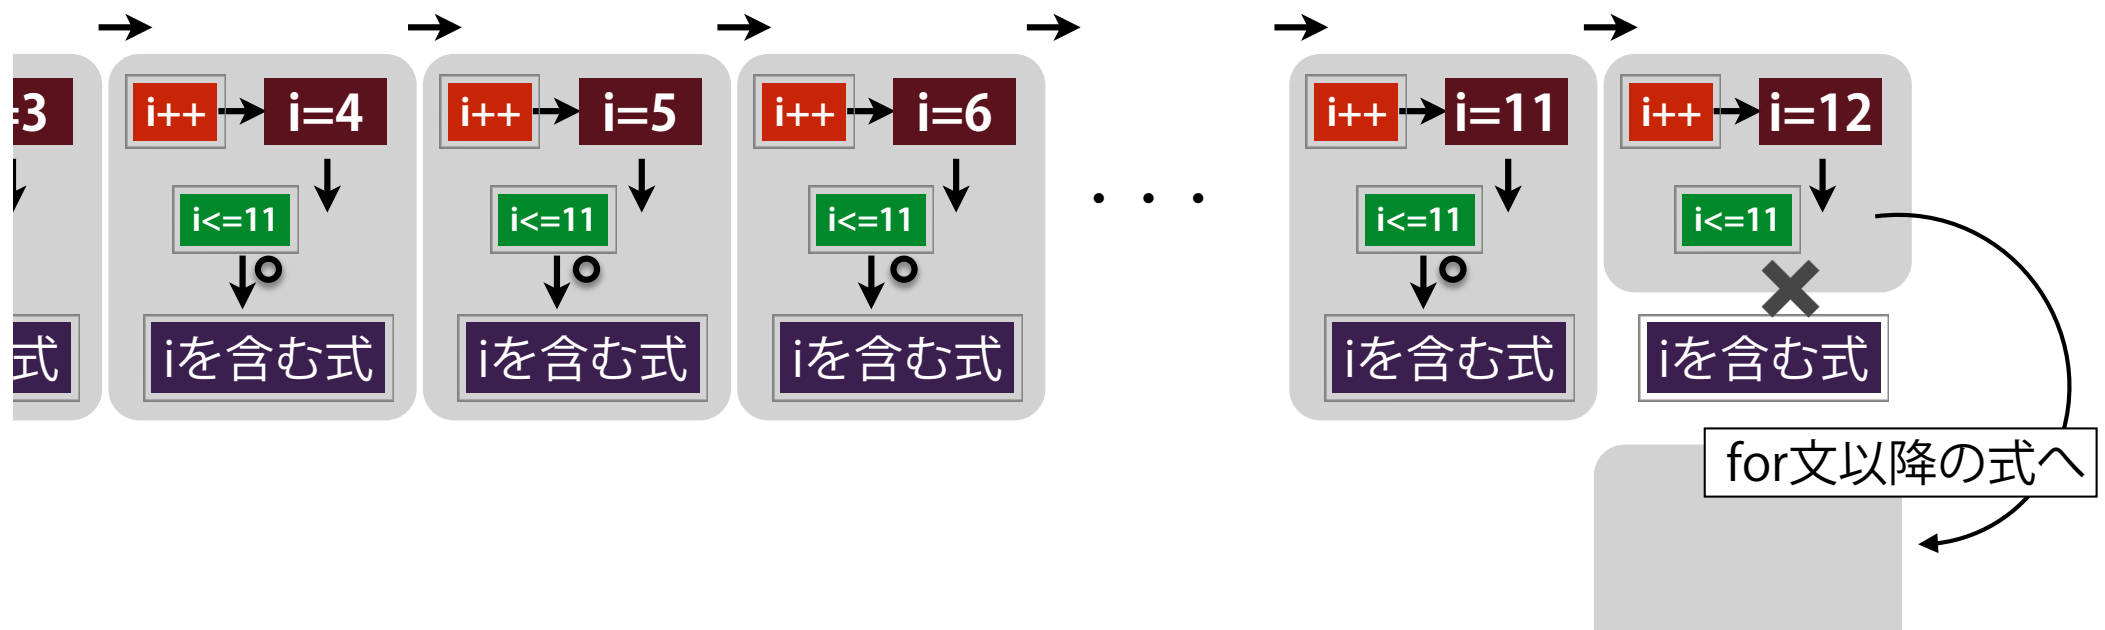 =3
i++ i=4
i++ i=5
i++ i=6
i++ i=11
i++ i=12
i<=11
i<=11
i<=11
. . .
i<=11
i<=11
式
iを含む式
iを含む式
iを含む式
iを含む式
iを含む式
for文以降の式へ